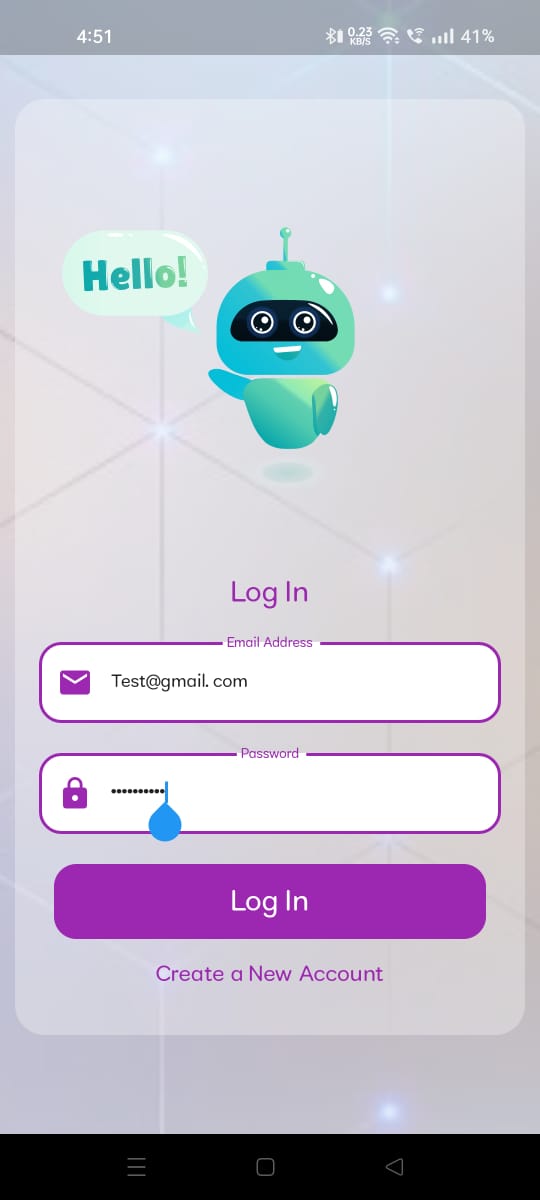 4:51
0.23 KB/S 41%
Hello!
Log In
Email Address
Test@gmail. com
Password
••••••••••
Log In
Create a New Account